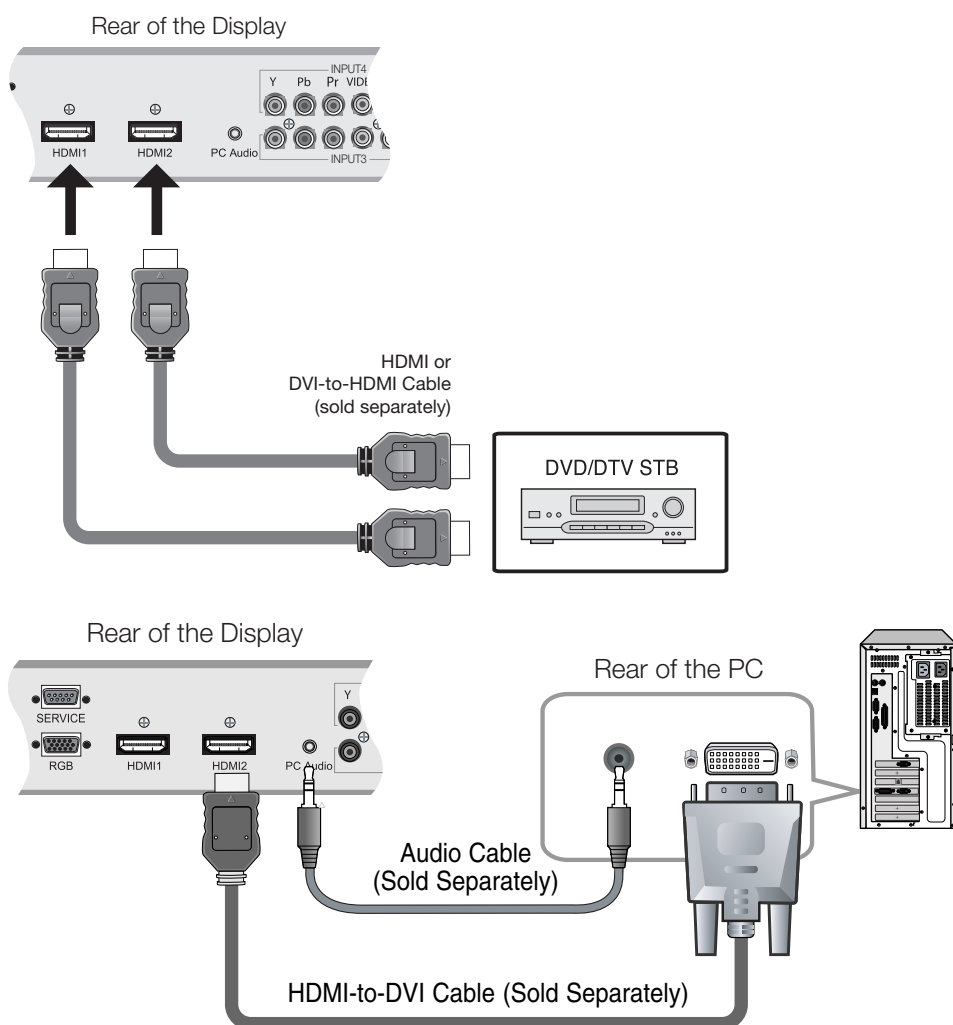 Rear of the Display
INPUT4
Y Pb Pr
HDMI1 HDMI2 PC Audio
INPUT3
HDMI or
DVI-to-HDMI Cable
(sold separately)
DVD/DTV STB
Rear of the Display
Rear of the PC
Y
SERVICE
RGB HDMI1 HDMI2 PC Audio
Audio Cable
(Sold Separately)
HDMI-to-DVI Cable (Sold Separately)